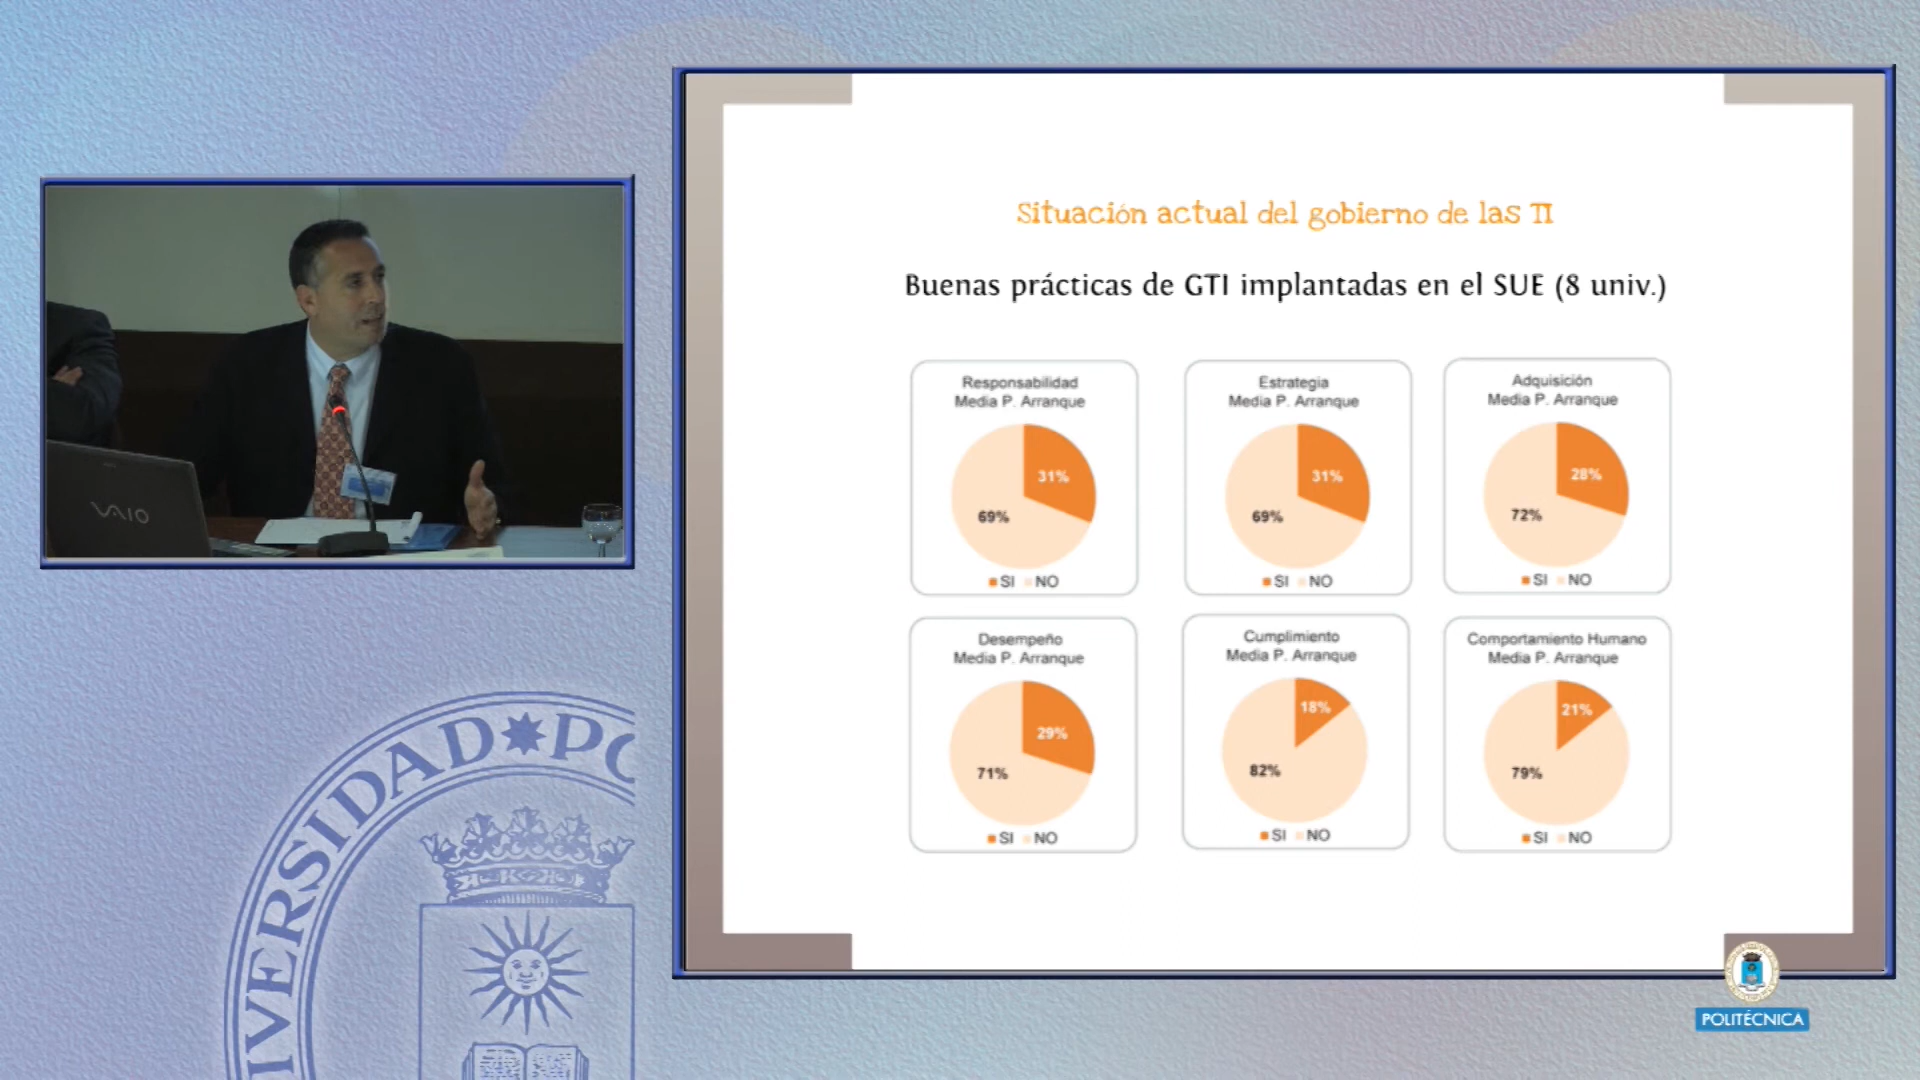 Situación actual del gobierno de las TI
Buenas prácticas de GTI implantadas en el SUE (8 univ.)
Responsabilidad
Media P. Arranque
31%
69%
SI NO
Estrategia
Media P. Arranque
31%
69%
SI NO
Adquisición
Media P. Arranque
28%
72%
SI NO
Desempeño
Media P. Arranque
29%
71%
SI NO
Cumplimiento
Media P. Arranque
18%
82%
SI NO
Comportamiento Humano
Media P. Arranque
21%
79%
SI NO
VAIO
IVERSIDAD PO
POLITÉCNICA